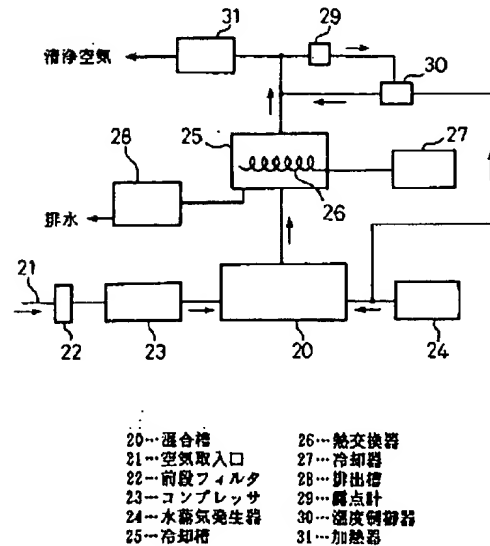 31
29
清浄空気
30
25
27
28
26
排水
21
22
23
20
24
20…混合槽
21…空気取入口
22…前段フィルタ
23…コンプレッサ
24…水蒸気発生器
25…冷却槽
26…熱交換器
27…冷却器
28…排出槽
29…露点計
30…湿度制御器
31…加熱器